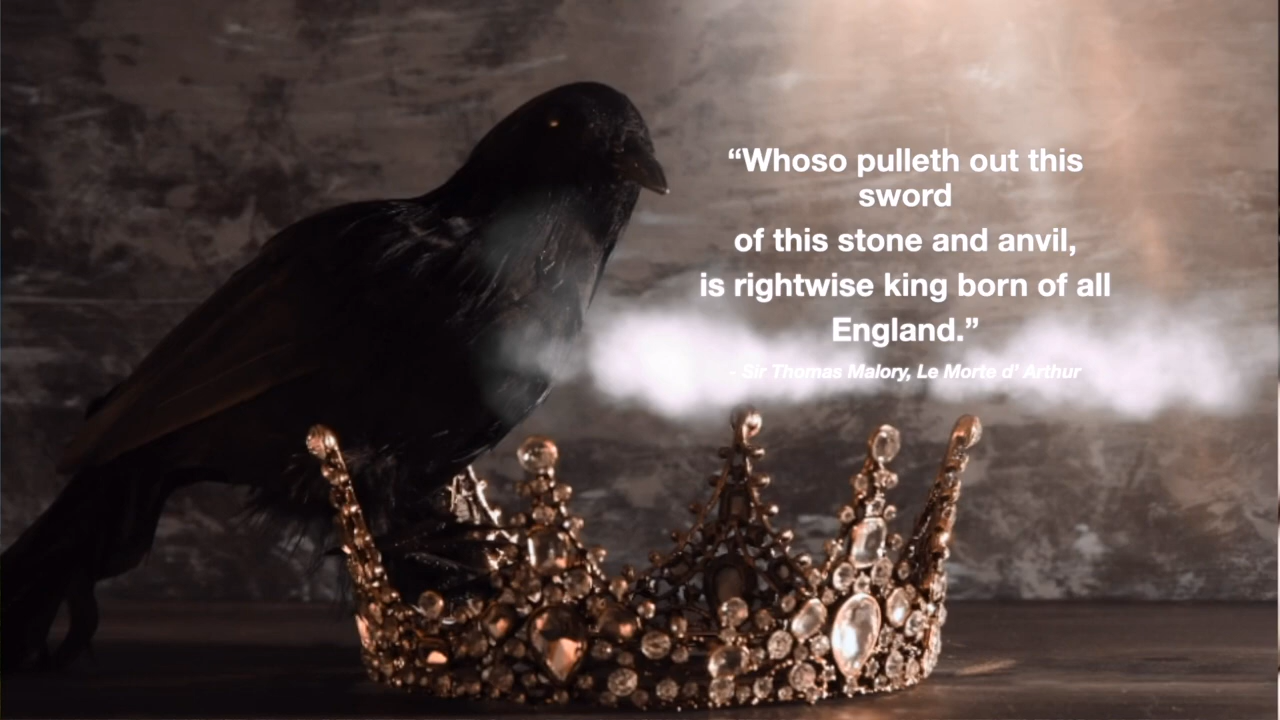 “Whoso pulleth out this
sword
of this stone and anvil,
is rightwise king born of all
England.”
- Sir Thomas Malory, Le Morte d' Arthur